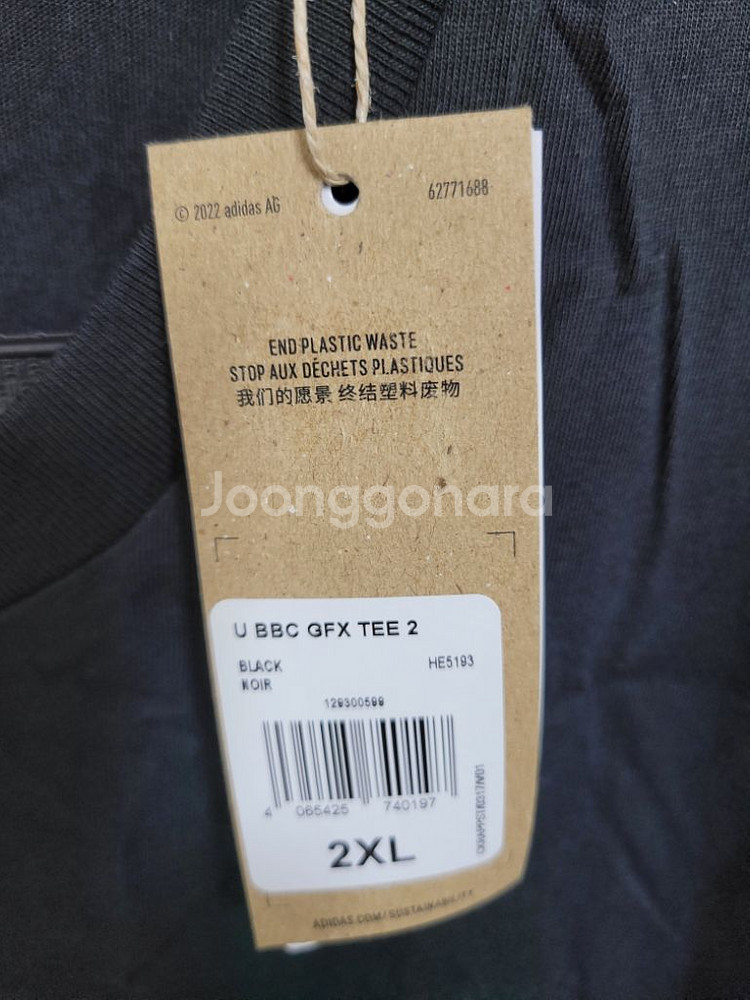 © 2022 adidas AG
62771688
END PLASTIC WASTE
STOP AUX DÉCHETS PLASTIQUES
我们的愿景 终结塑料废物
Joonggonara
U BBC GFX TEE 2
BLACK HE5193
NOIR
129300599
4 065425 740197
2XL
ADIDAS.COM/SUSTAINABILITY